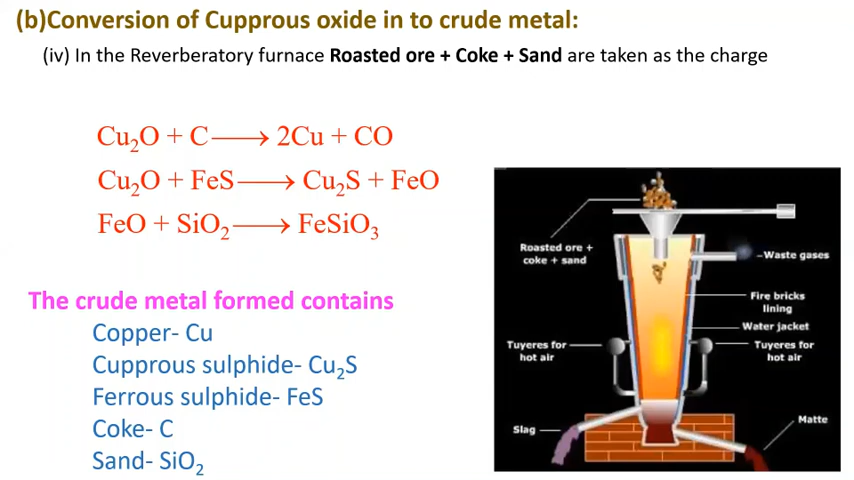 (b)Conversion of Cupprous oxide in to crude metal:
(iv) In the Reverberatory furnace Roasted ore + Coke + Sand are taken as the charge
Cu₂O + C ⟶ 2Cu + CO
Cu₂O + FeS ⟶ Cu₂S + FeO
FeO + SiO₂ ⟶ FeSiO₃
The crude metal formed contains
Copper- Cu
Cupprous sulphide- Cu₂S
Ferrous sulphide- FeS
Coke- C
Sand- SiO₂
Roasted ore +
coke + sand
Waste gases
Fire bricks
lining
Water jacket
Tuyeres for
hot air
Tuyeres for
hot air
Slag
Matte